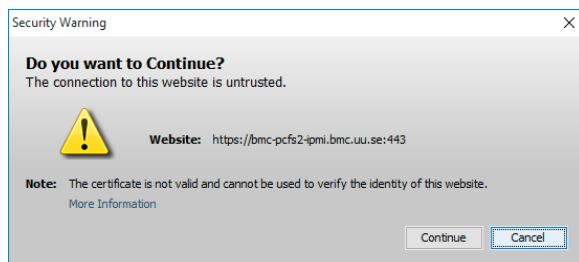 Security Warning
Do you want to Continue?
The connection to this website is untrusted.
Website: https://bmc-pcfs2-ipmi.bmc.uu.se:443
Note: The certificate is not valid and cannot be used to verify the identity of this website.
More Information
Continue Cancel